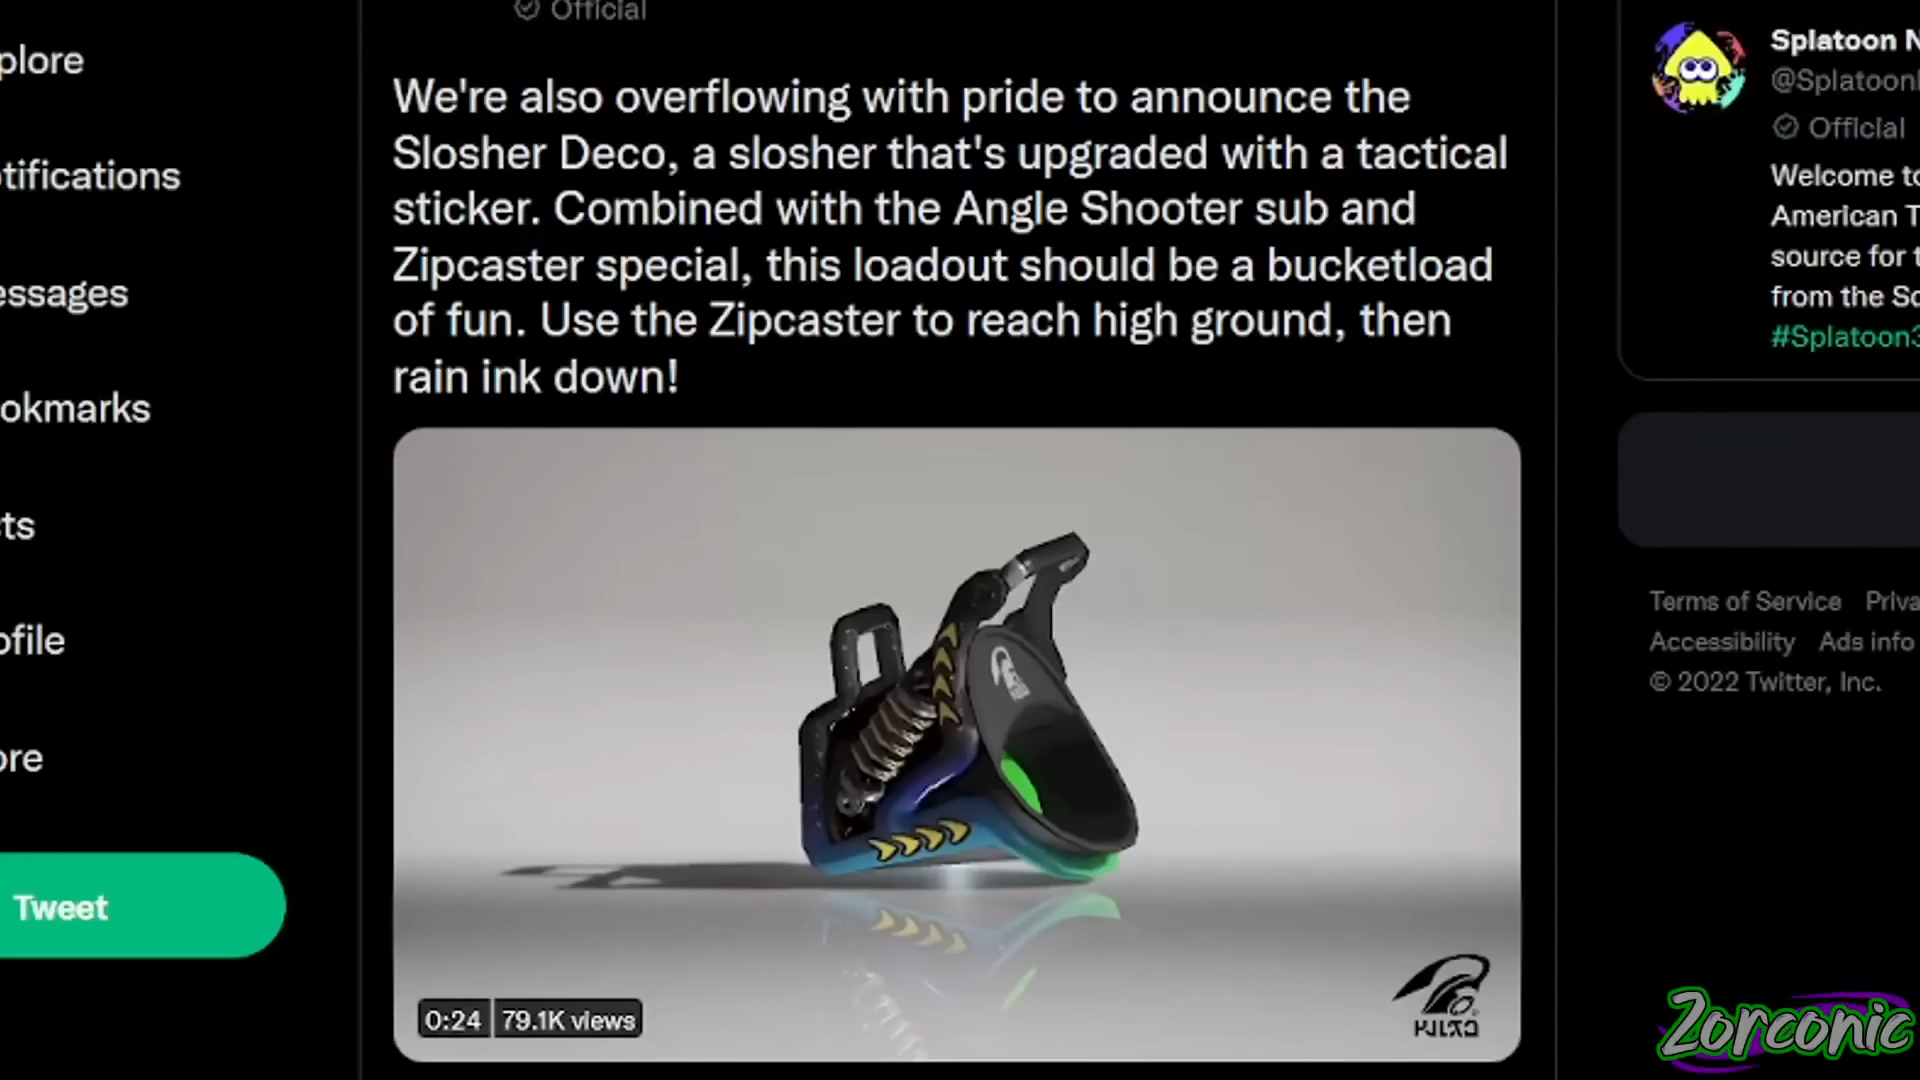 Official
plore
tifications
essages
okmarks
ts
ofile
ore
Tweet
We're also overflowing with pride to announce the
Slosher Deco, a slosher that's upgraded with a tactical
sticker. Combined with the Angle Shooter sub and
Zipcaster special, this loadout should be a bucketload
of fun. Use the Zipcaster to reach high ground, then
rain ink down!
0:24 79.1K views
Splatoon N
@Splatoon
Official
Welcome to
American T
source for t
from the Sq
#Splatoon3
Terms of Service Priva
Accessibility Ads info
© 2022 Twitter, Inc.
Zorconic